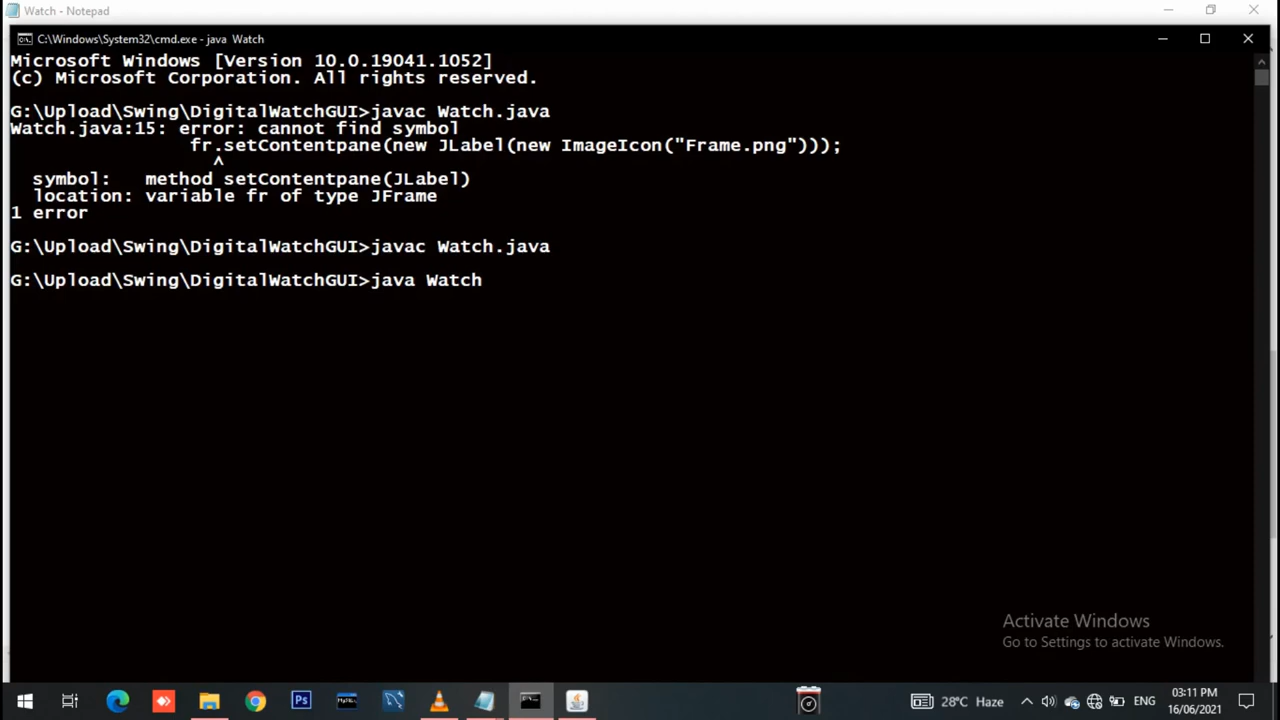 Watch - Notepad
C:\Windows\System32\cmd.exe - java Watch
Microsoft Windows [Version 10.0.19041.1052]
(c) Microsoft Corporation. All rights reserved.
G:\Upload\Swing\DigitalWatchGUI>javac Watch.java
Watch.java:15: error: cannot find symbol
fr.setContentpane(new JLabel(new ImageIcon("Frame.png")));
^
symbol: method setContentpane(JLabel)
location: variable fr of type JFrame
1 error
G:\Upload\Swing\DigitalWatchGUI>javac Watch.java
G:\Upload\Swing\DigitalWatchGUI>java Watch
Activate Windows
Go to Settings to activate Windows.
Ps
28°C Haze
ENG
03:11 PM
16/06/2021